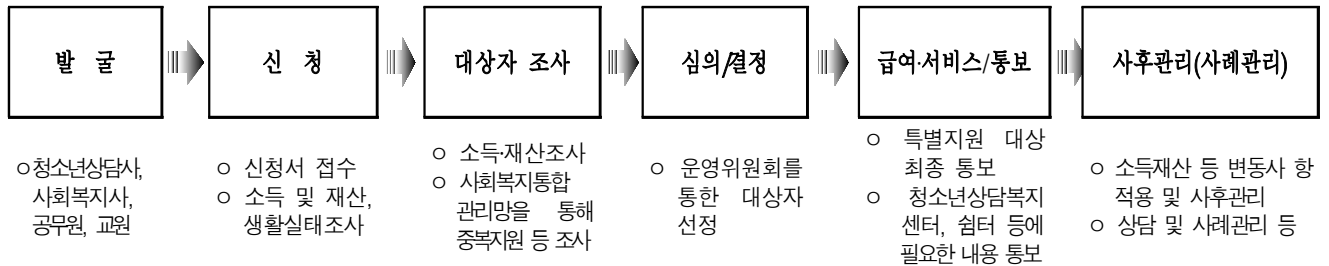 발 굴
신 청
대상자 조사
심의/결정
급여·서비스/통보
사후관리(사례관리)
ㅇ청소년상담사,
사회복지사,
공무원, 교원
ㅇ 신청서 접수
ㅇ 소득 및 재산,
생활실태조사
ㅇ 소득·재산조사
ㅇ 사회복지통합
관리망을 통해
중복지원 등 조사
ㅇ 운영위원회를
통한 대상자
선정
ㅇ 특별지원 대상
최종 통보
ㅇ 청소년상담복지
센터, 쉼터 등에
필요한 내용 통보
ㅇ 소득재산 등 변동사 항
적용 및 사후관리
ㅇ 상담 및 사례관리 등